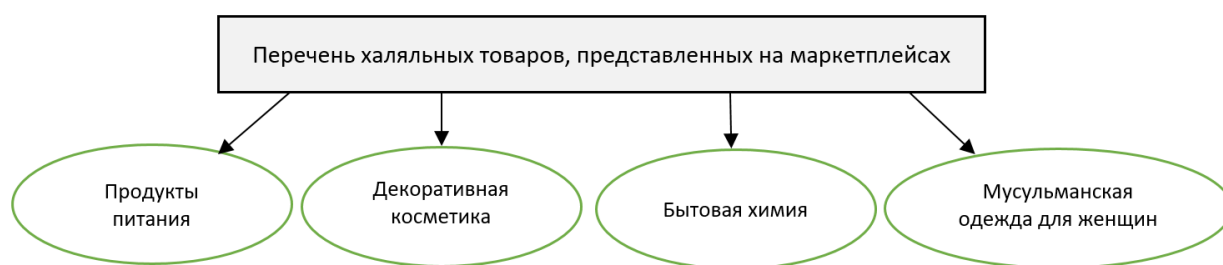 Перечень халяльных товаров, представленных на маркетплейсах
Продукты
питания
Декоративная
косметика
Бытовая химия
Мусульманская
одежда для женщин